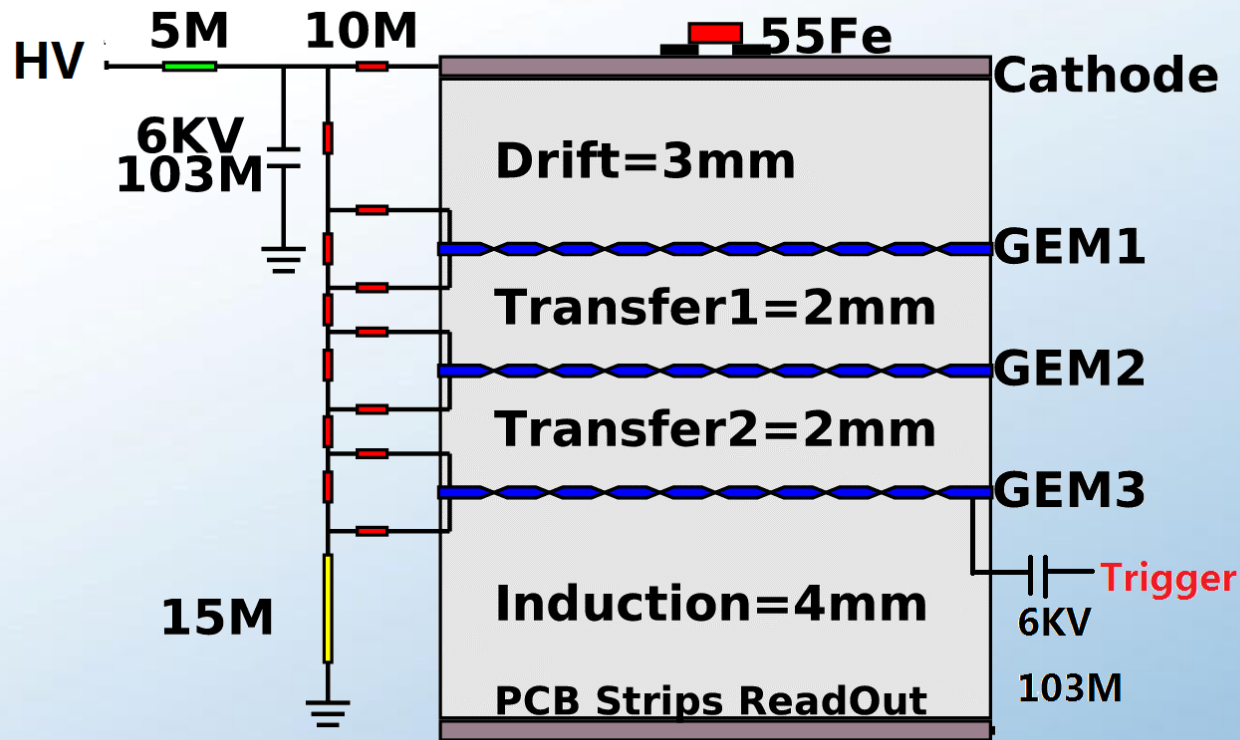 5M
10M
55Fe
HV
Cathode
6KV
103M
Drift=3mm
GEM1
Transfer1=2mm
GEM2
Transfer2=2mm
GEM3
Trigger
15M
Induction=4mm
6KV
103M
PCB Strips ReadOut